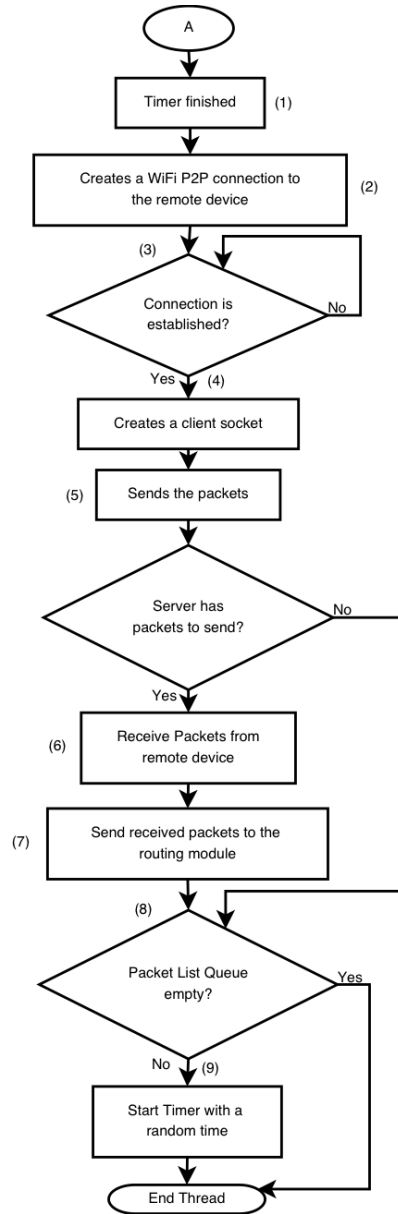 A
Timer finished
(1)
Creates a WiFi P2P connection to
the remote device
(2)
(3)
Connection is
established?
No
Yes
(4)
Creates a client socket
(5)
Sends the packets
Server has
packets to send?
No
Yes
(6)
Receive Packets from
remote device
(7)
Send received packets to the
routing module
(8)
Packet List Queue
empty?
Yes
No
(9)
Start Timer with a
random time
End Thread